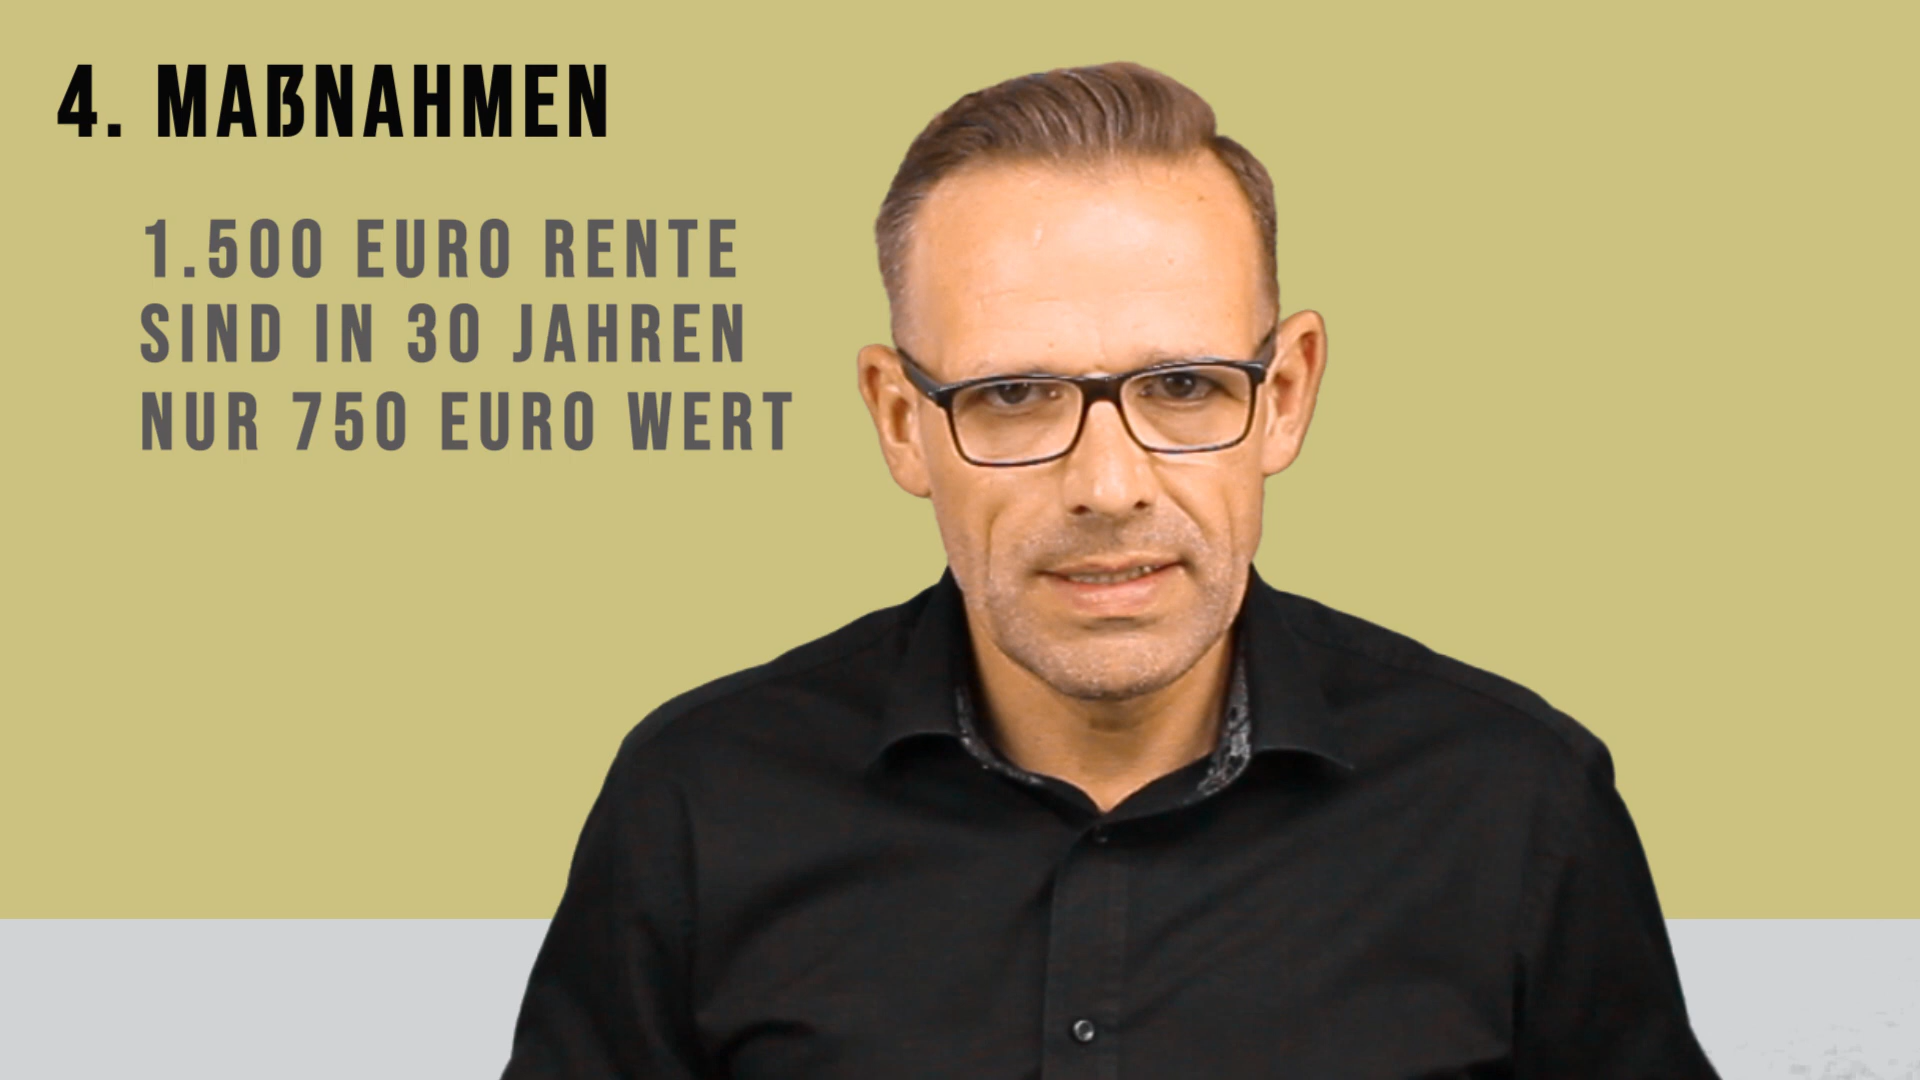 4. MAßNAHMEN
1.500 EURO RENTE
SIND IN 30 JAHREN
NUR 750 EURO WERT